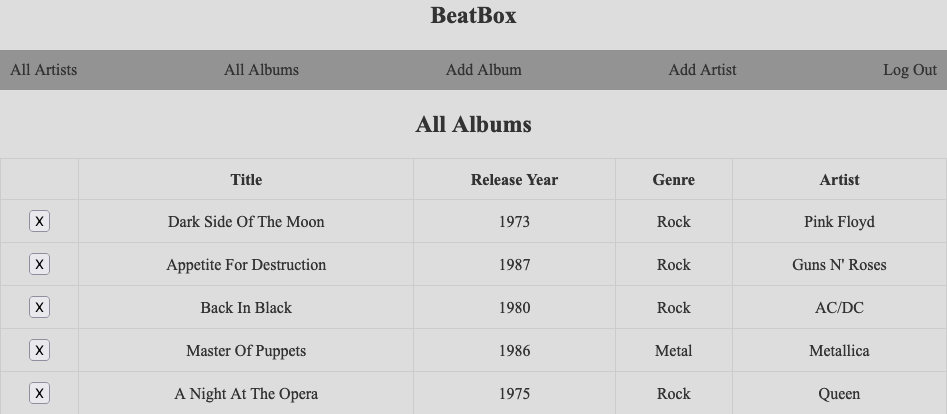 BeatBox
All Artists All Albums Add Album Add Artist Log Out
All Albums
Title Release Year Genre Artist
X Dark Side Of The Moon 1973 Rock Pink Floyd
X Appetite For Destruction 1987 Rock Guns N' Roses
X Back In Black 1980 Rock AC/DC
X Master Of Puppets 1986 Metal Metallica
X A Night At The Opera 1975 Rock Queen